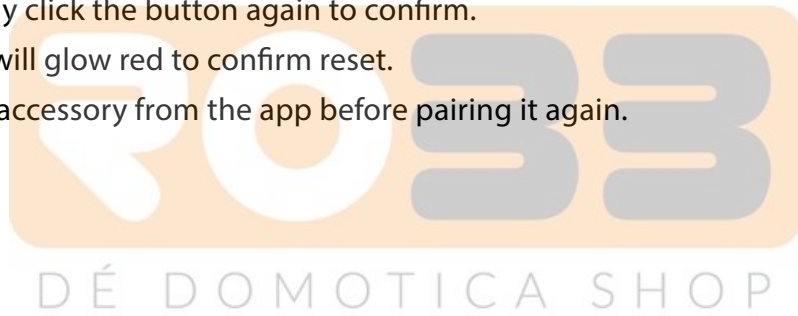 y click the button again to confirm.
will glow red to confirm reset.
accessory from the app before pairing it again.
ROBB
DÉ DOMOTICA SHOP